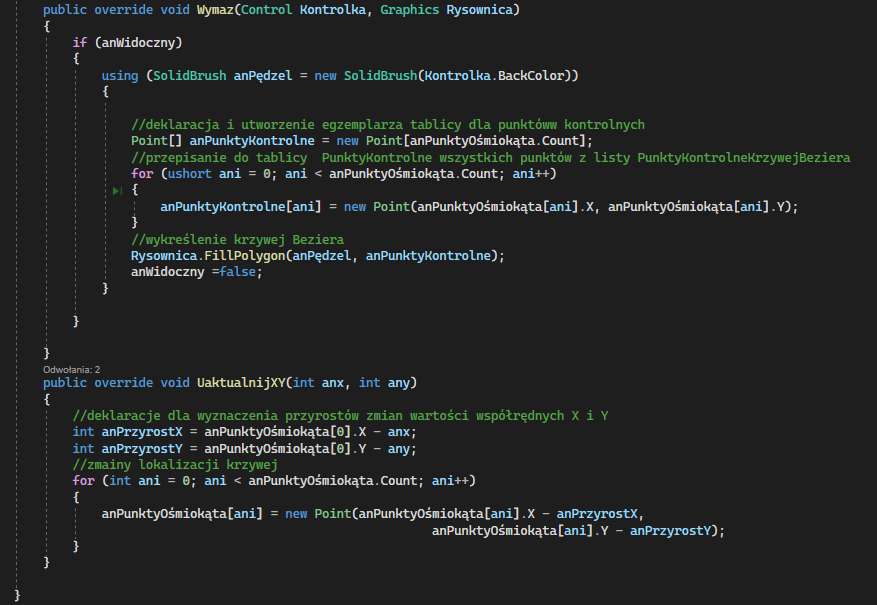 public override void Wymaz(Control Kontrolka, Graphics Rysownica)
{
if (anWidoczny)
{
using (SolidBrush anPędzel = new SolidBrush(Kontrolka.BackColor))
{
//deklaracja i utworzenie egzemplarza tablicy dla punktóww kontrolnych
Point[] anPunktyKontrolne = new Point[anPunktyOśmiokąta.Count];
//przepisanie do tablicy  PunktyKontrolne wszystkich punktów z listy PunktyKontrolneKrzywejBeziera
for (ushort ani = 0; ani < anPunktyOśmiokąta.Count; ani++)
{
anPunktyKontrolne[ani] = new Point(anPunktyOśmiokąta[ani].X, anPunktyOśmiokąta[ani].Y);
}
//wykreślenie krzywej Beziera
Rysownica.FillPolygon(anPędzel, anPunktyKontrolne);
anWidoczny =false;
}
}
}
Odwołania: 2
public override void UaktualnijXY(int anx, int any)
{
//deklaracje dla wyznaczenia przyrostów zmian wartości współrędnych X i Y
int anPrzyrostX = anPunktyOśmiokąta[0].X - anx;
int anPrzyrostY = anPunktyOśmiokąta[0].Y - any;
//zmainy lokalizacji krzywej
for (int ani = 0; ani < anPunktyOśmiokąta.Count; ani++)
{
anPunktyOśmiokąta[ani] = new Point(anPunktyOśmiokąta[ani].X - anPrzyrostX,
anPunktyOśmiokąta[ani].Y - anPrzyrostY);
}
}
}